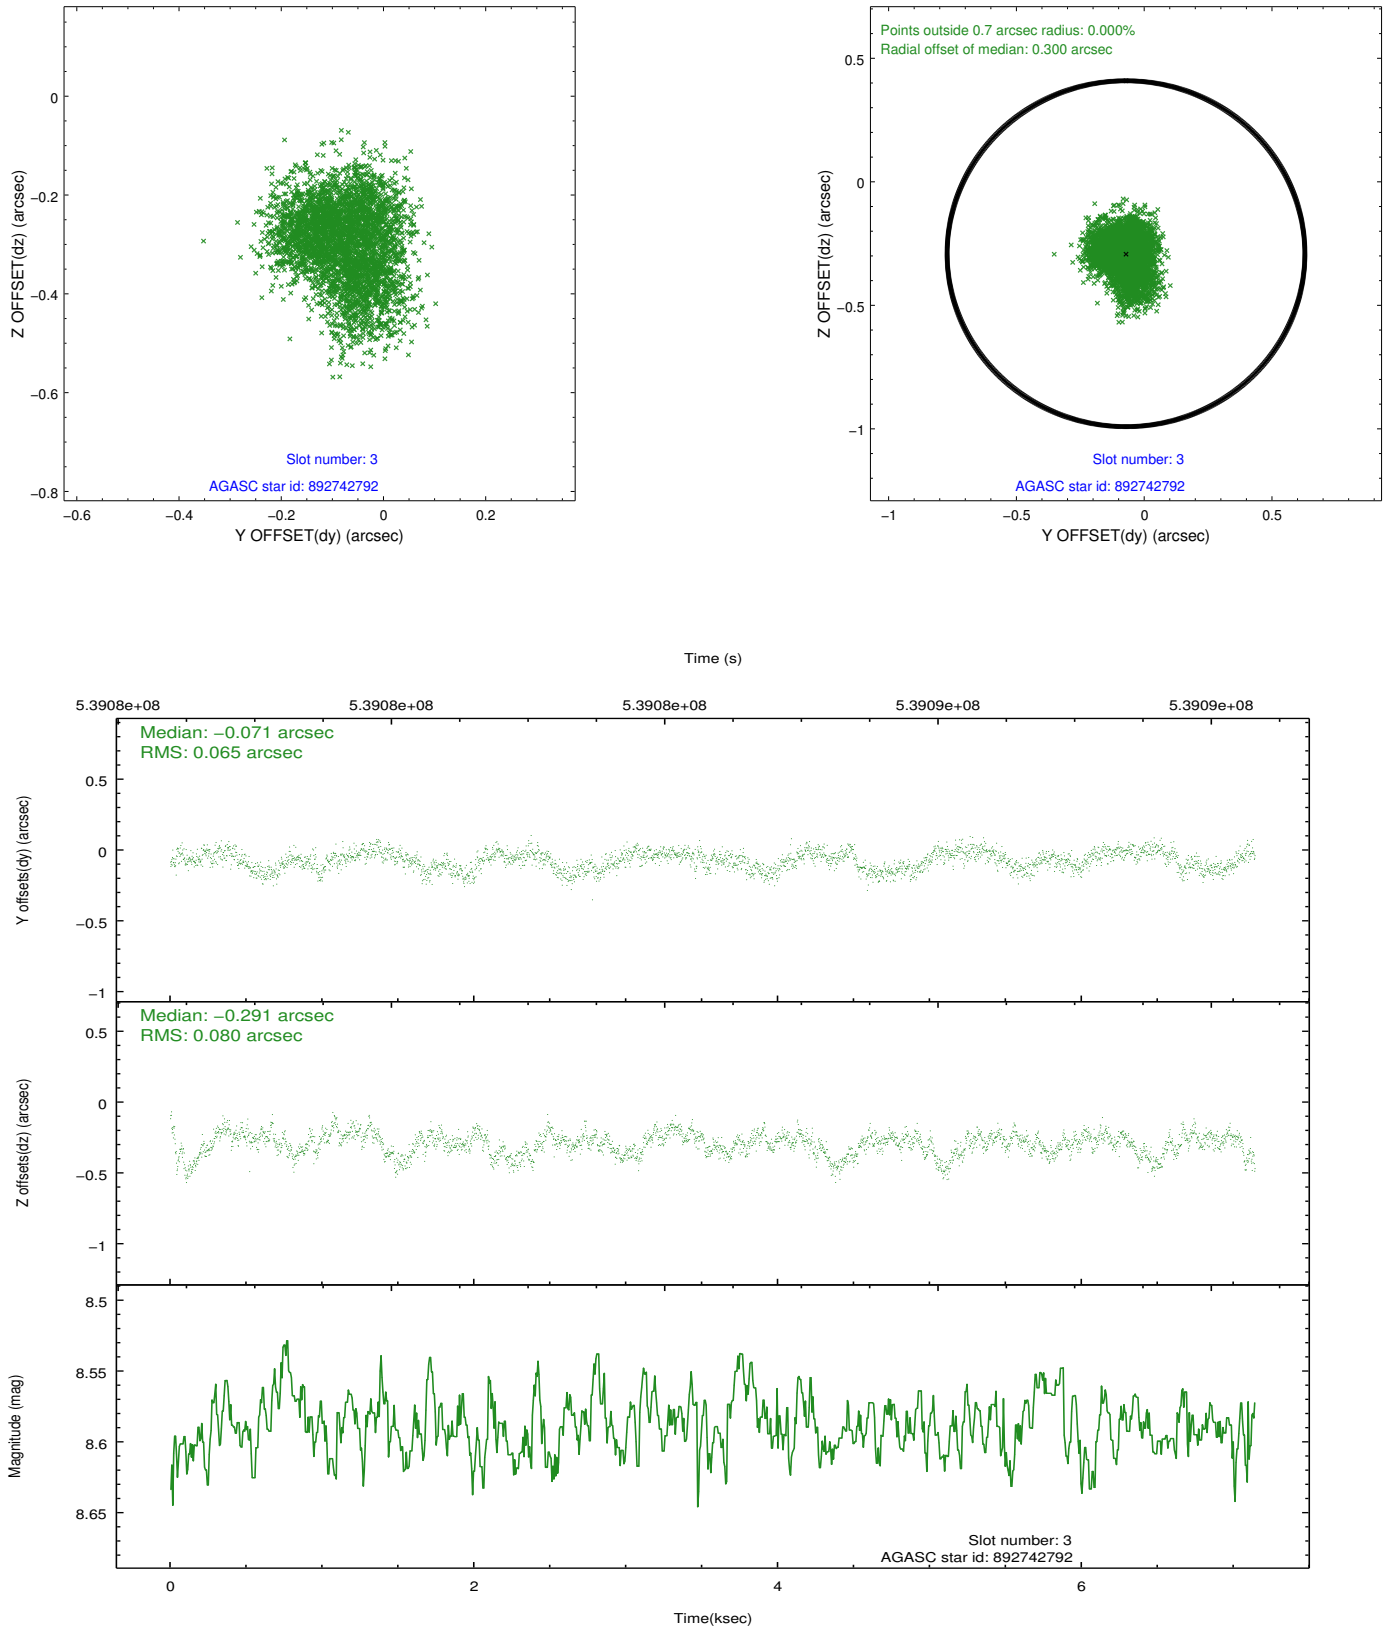 0
−0.2
−0.4
−0.6
−0.8
Z OFFSET(dz) (arcsec)
Slot number: 3
AGASC star id: 892742792
−0.6
−0.4
−0.2
0
0.2
Y OFFSET(dy) (arcsec)
Points outside 0.7 arcsec radius: 0.000%
Radial offset of median: 0.300 arcsec
0.5
0
−0.5
−1
Z OFFSET(dz) (arcsec)
Slot number: 3
AGASC star id: 892742792
−1
−0.5
0
0.5
Y OFFSET(dy) (arcsec)
Time (s)
5.3908e+08
5.3908e+08
5.3908e+08
5.3909e+08
5.3909e+08
Median: −0.071 arcsec
RMS: 0.065 arcsec
0.5
0
−0.5
−1
Y offsets(dy) (arcsec)
Median: −0.291 arcsec
RMS: 0.080 arcsec
0.5
0
−0.5
−1
Z offsets(dz) (arcsec)
8.5
8.55
8.6
8.65
Magnitude (mag)
Slot number: 3
AGASC star id: 892742792
0
2
4
6
Time(ksec)